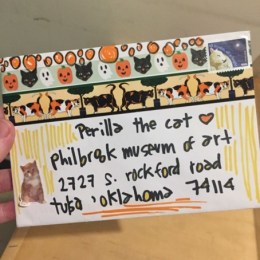 Perilla the cat
philbrook museum of art
2727 S. rockford road
tulsa, oklahoma 74114